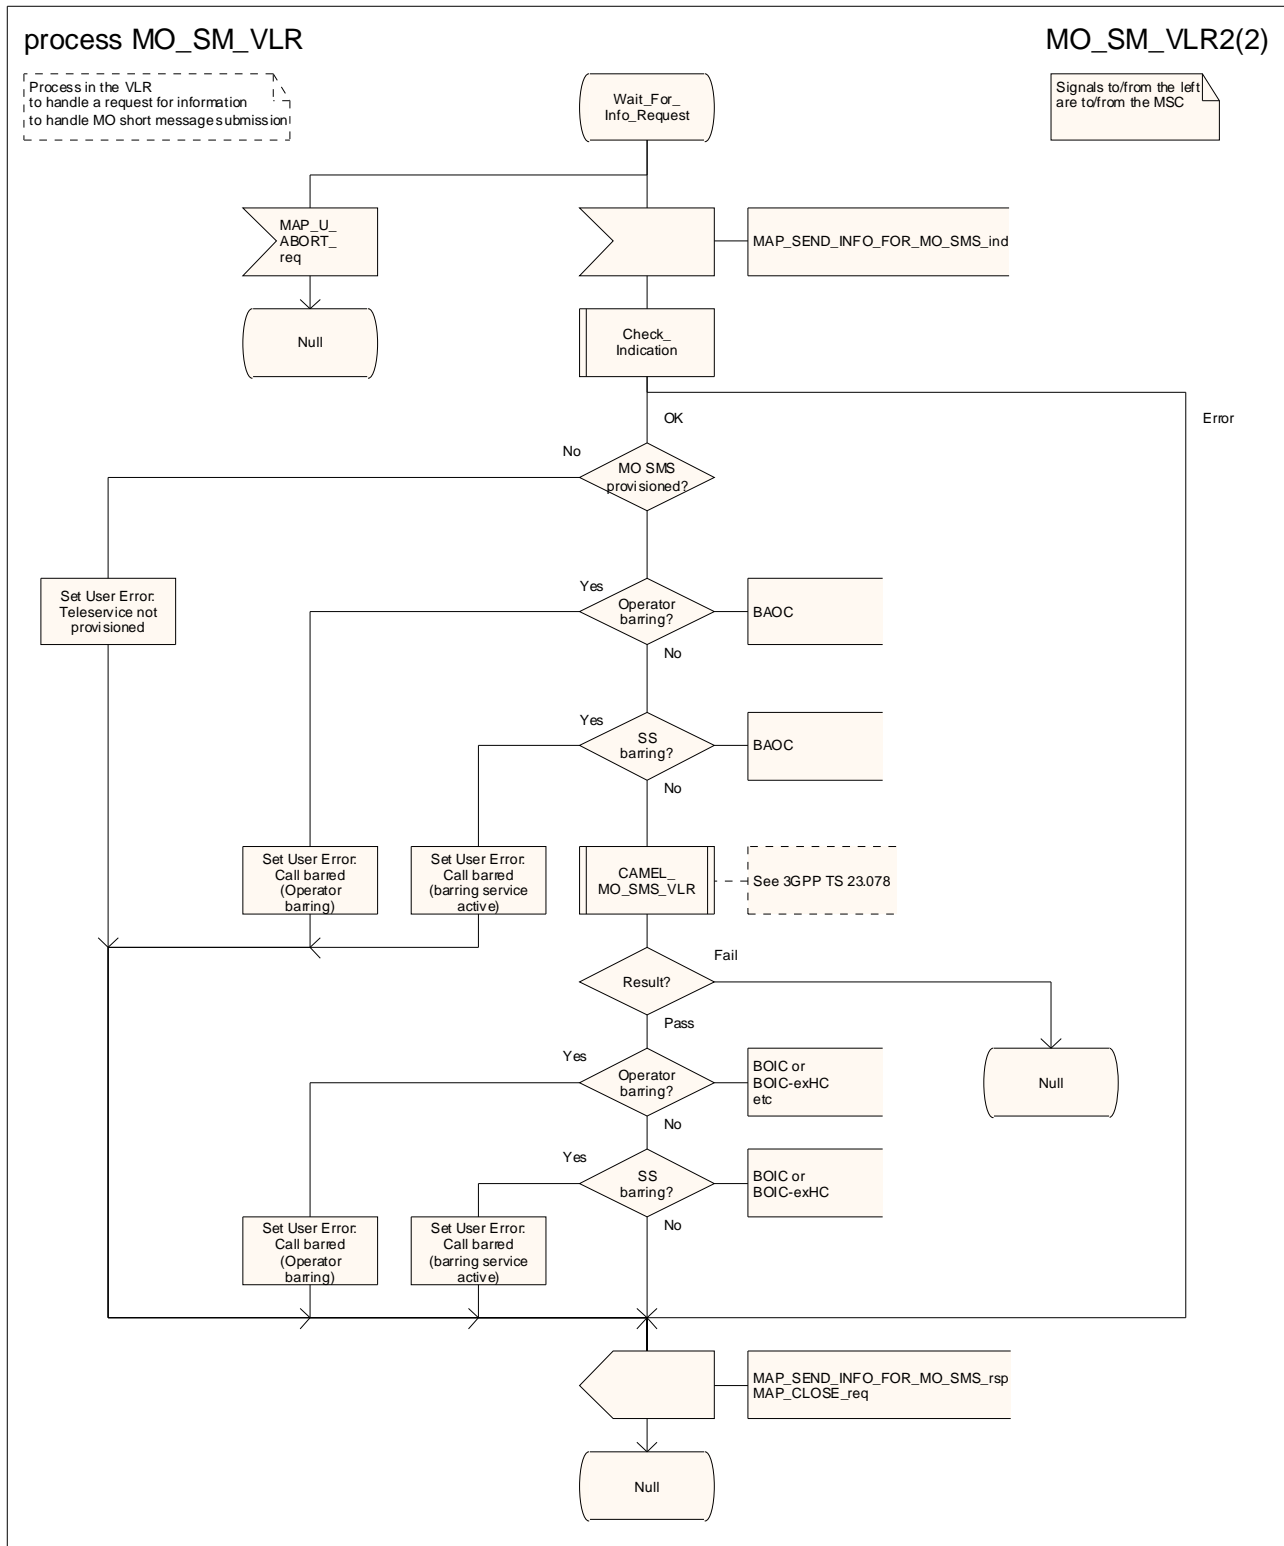 process MO_SM_VLR
MO_SM_VLR2(2)
Process in the VLR
to handle a request for information
to handle MO short message submission
Wait_For_
Info_Request
Signals to/from the left
are to/from the MSC
MAP_U_
ABORT_
req
MAP_SEND_INFO_FOR_MO_SMS_ind
Null
Check_
Indication
OK
Error
No
MO SMS
provisioned?
Set User Error:
Teleservice not
provisioned
Yes
Operator
barring?
BAOC
No
Yes
SS
barring?
BAOC
No
Set User Error:
Call barred
(Operator
barring)
Set User Error:
Call barred
(barring service
active)
CAMEL_
MO_SMS_VLR
See 3GPP TS 23.078
Fail
Result?
Pass
Yes
Operator
barring?
BOIC or
BOIC-exHC
etc
Null
No
Yes
SS
barring?
BOIC or
BOIC-exHC
No
Set User Error:
Call barred
(Operator
barring)
Set User Error:
Call barred
(barring service
active)
MAP_SEND_INFO_FOR_MO_SMS_rsp
MAP_CLOSE_req
Null